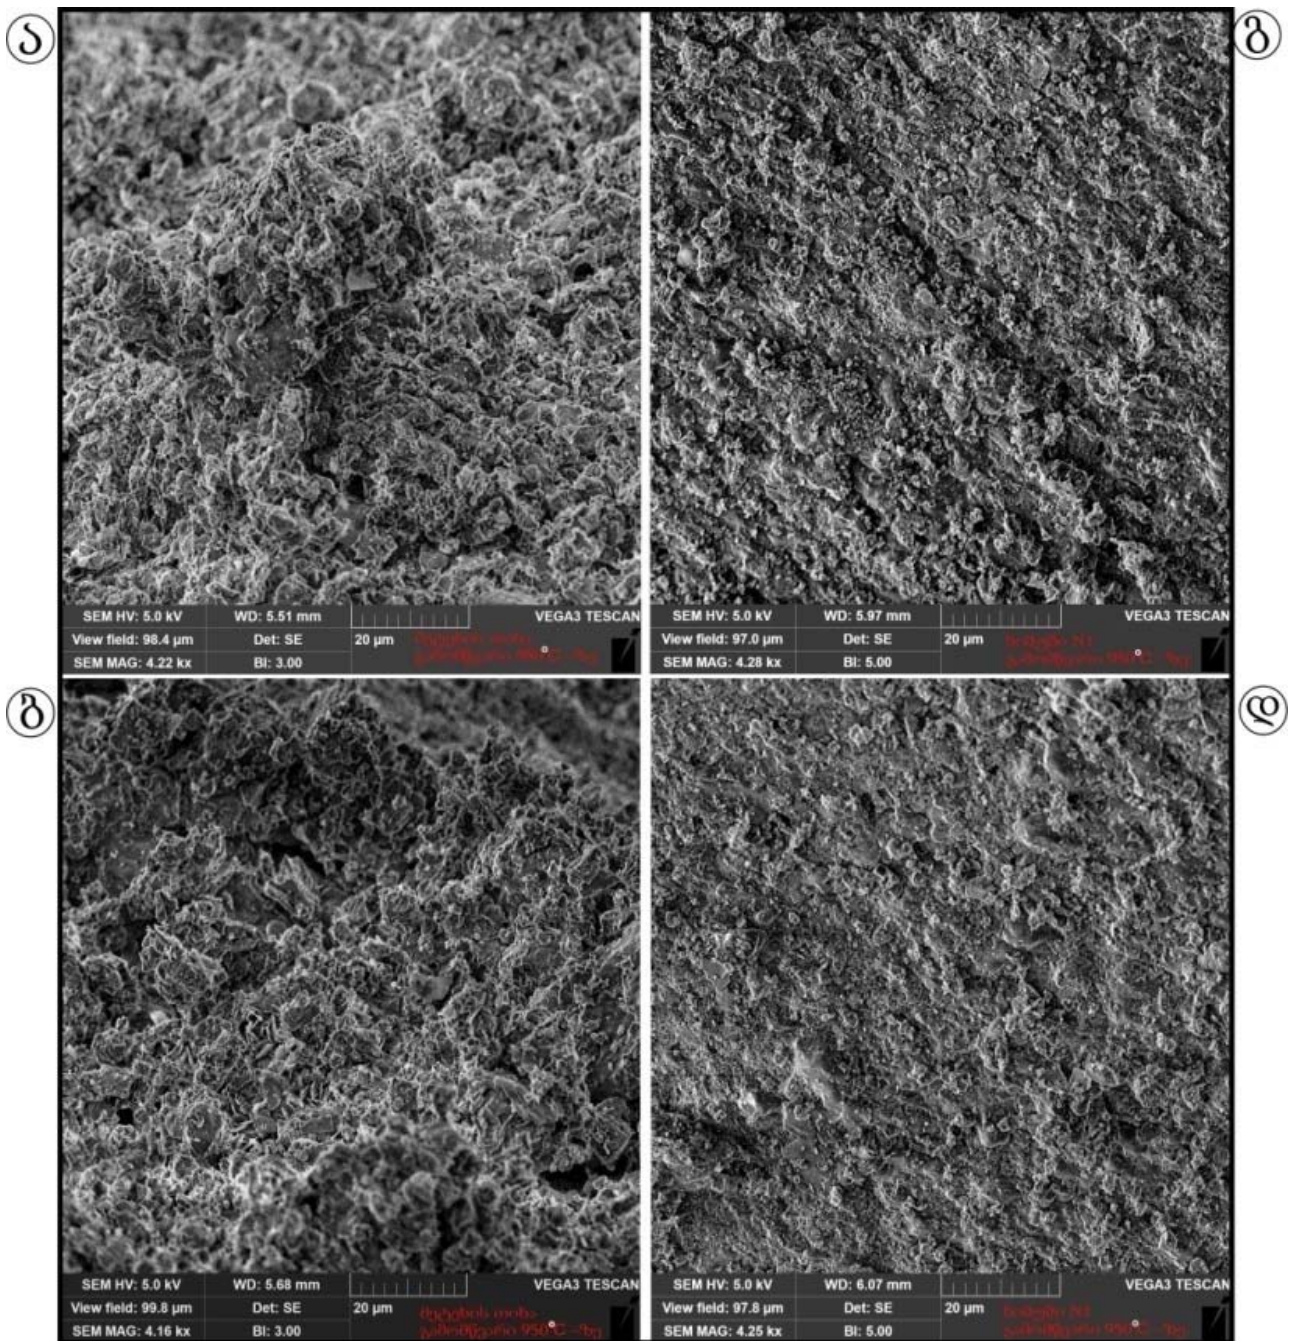 ა
გ
SEM HV: 5.0 kV WD: 5.51 mm VEGA3 TESCAN
View field: 98.4 μm Det: SE 20 μm
SEM MAG: 4.22 kx BI: 3.00
SEM HV: 5.0 kV WD: 5.97 mm VEGA3 TESCAN
View field: 97.0 μm Det: SE 20 μm
SEM MAG: 4.28 kx BI: 5.00
ბ
დ
SEM HV: 5.0 kV WD: 5.68 mm VEGA3 TESCAN
View field: 99.8 μm Det: SE 20 μm
SEM MAG: 4.16 kx BI: 3.00
SEM HV: 5.0 kV WD: 6.07 mm VEGA3 TESCAN
View field: 97.8 μm Det: SE 20 μm
SEM MAG: 4.25 kx BI: 5.00